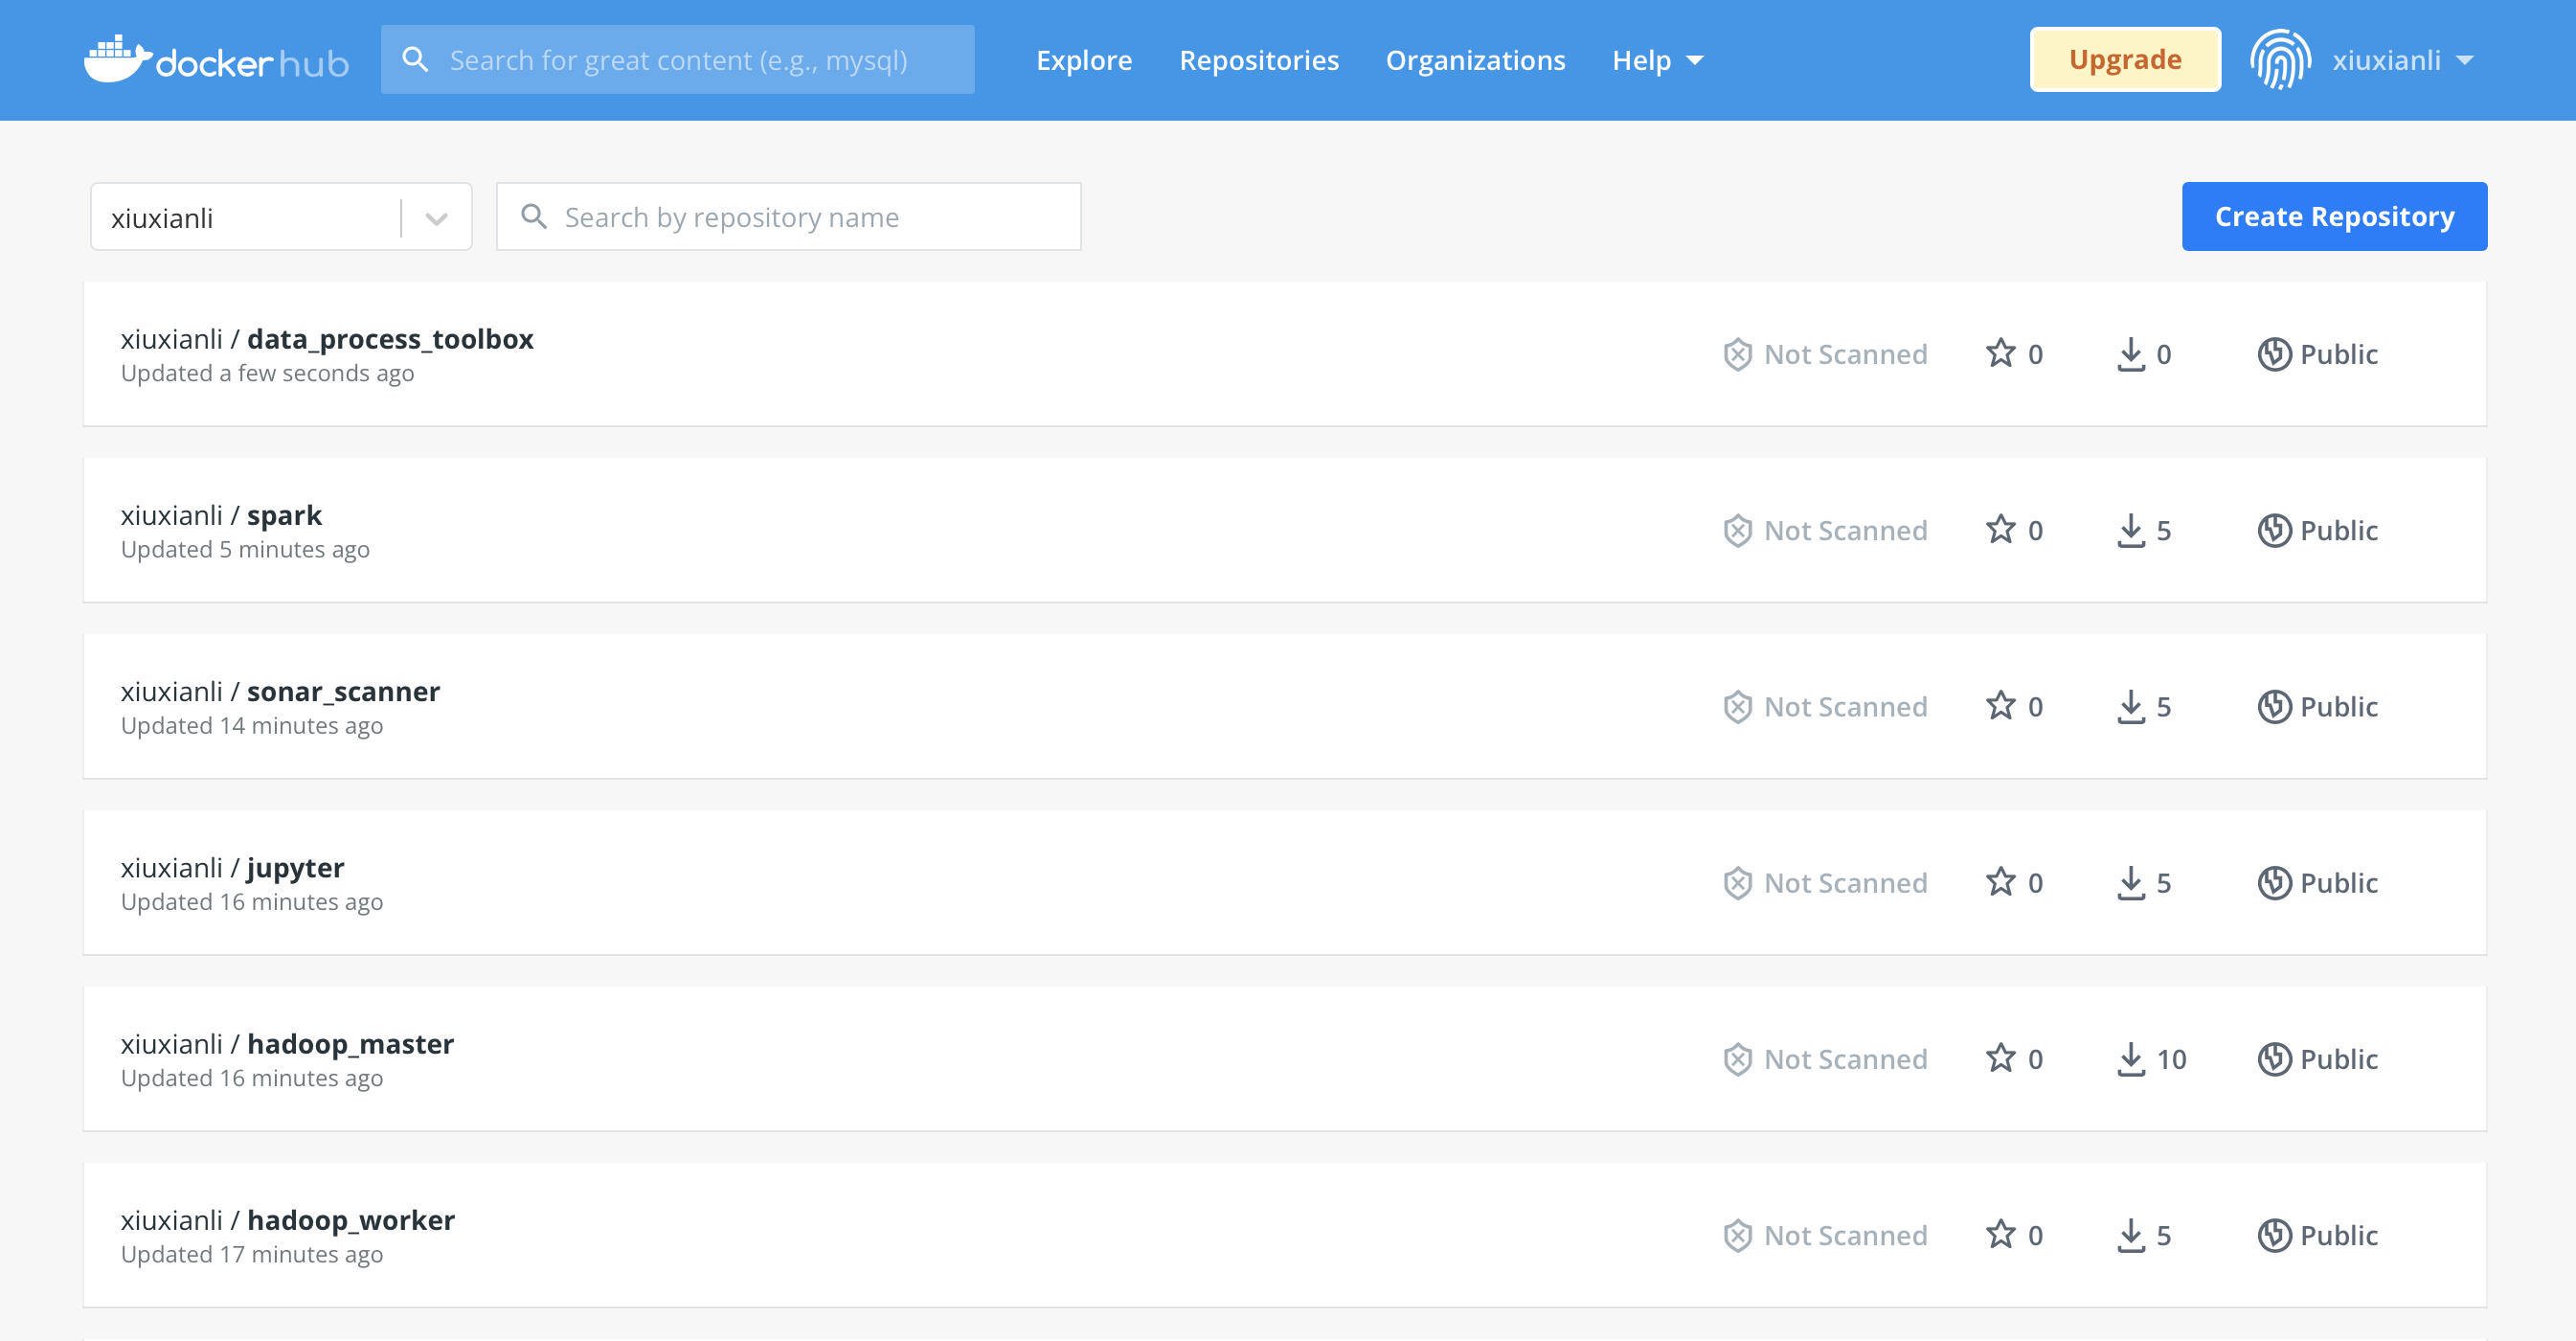 docker hub
Search for great content (e.g., mysql)
Explore Repositories Organizations Help
Upgrade
xiuxianli
xiuxianli
Search by repository name
Create Repository
xiuxianli / data_process_toolbox
Updated a few seconds ago
Not Scanned 0 0 Public
xiuxianli / spark
Updated 5 minutes ago
Not Scanned 0 5 Public
xiuxianli / sonar_scanner
Updated 14 minutes ago
Not Scanned 0 5 Public
xiuxianli / jupyter
Updated 16 minutes ago
Not Scanned 0 5 Public
xiuxianli / hadoop_master
Updated 16 minutes ago
Not Scanned 0 10 Public
xiuxianli / hadoop_worker
Updated 17 minutes ago
Not Scanned 0 5 Public